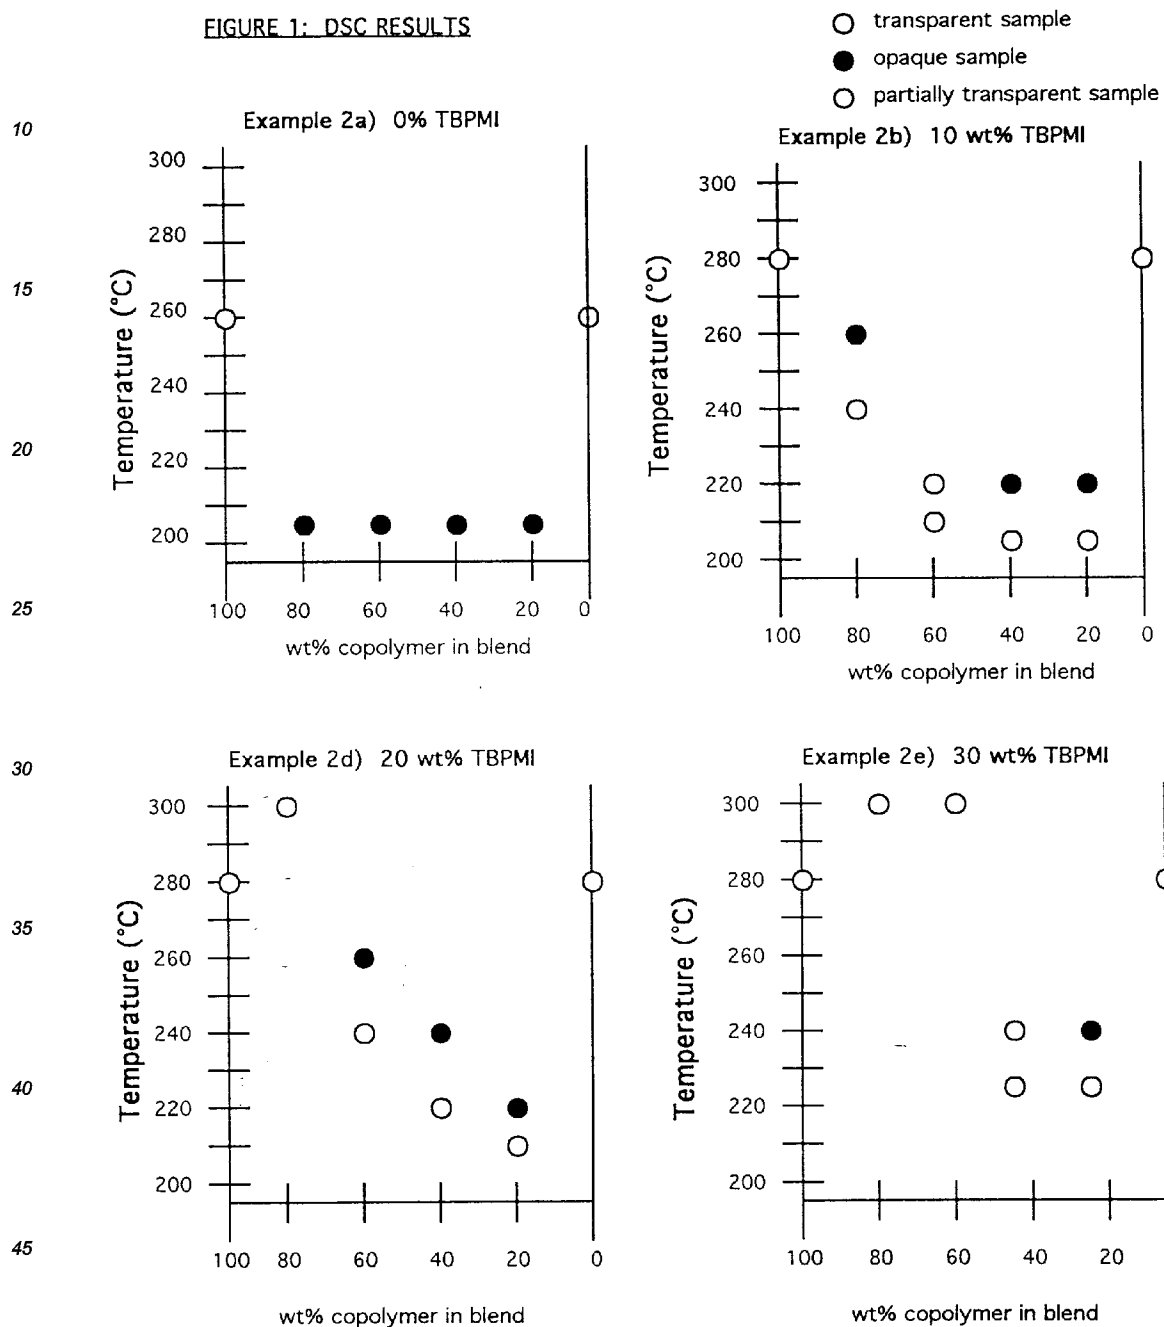 FIGURE 1: DSC RESULTS
transparent sample
opaque sample
partially transparent sample
10
15
20
25
30
35
40
45
Example 2a) 0% TBPMI
Temperature (°C)
300
280
260
240
220
200
100 80 60 40 20 0
wt% copolymer in blend
Example 2b) 10 wt% TBPMI
Temperature (°C)
300
280
260
240
220
200
100 80 60 40 20 0
wt% copolymer in blend
Example 2d) 20 wt% TBPMI
Temperature (°C)
300
280
260
240
220
200
100 80 60 40 20 0
wt% copolymer in blend
Example 2e) 30 wt% TBPMI
Temperature (°C)
300
280
260
240
220
200
100 80 60 40 20
wt% copolymer in blend